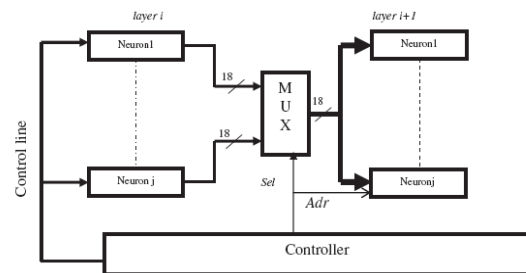 layer i
layer i+1
Neuron1
Neuron1
18
M
U
X
18
18
Control line
Neuron j
Sel
Adr
Neuronj
Controller